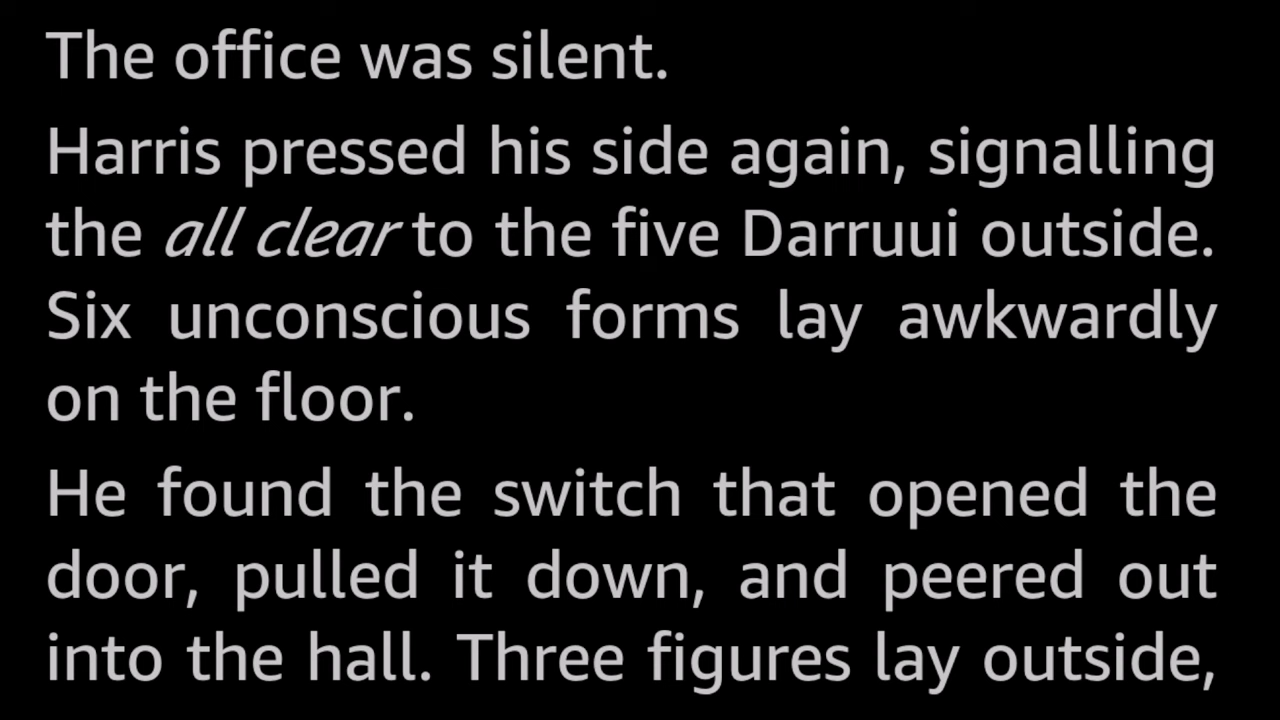 The office was silent.
Harris pressed his side again, signalling
the all clear to the five Darruui outside.
Six unconscious forms lay awkwardly
on the floor.
He found the switch that opened the
door, pulled it down, and peered out
into the hall. Three figures lay outside,